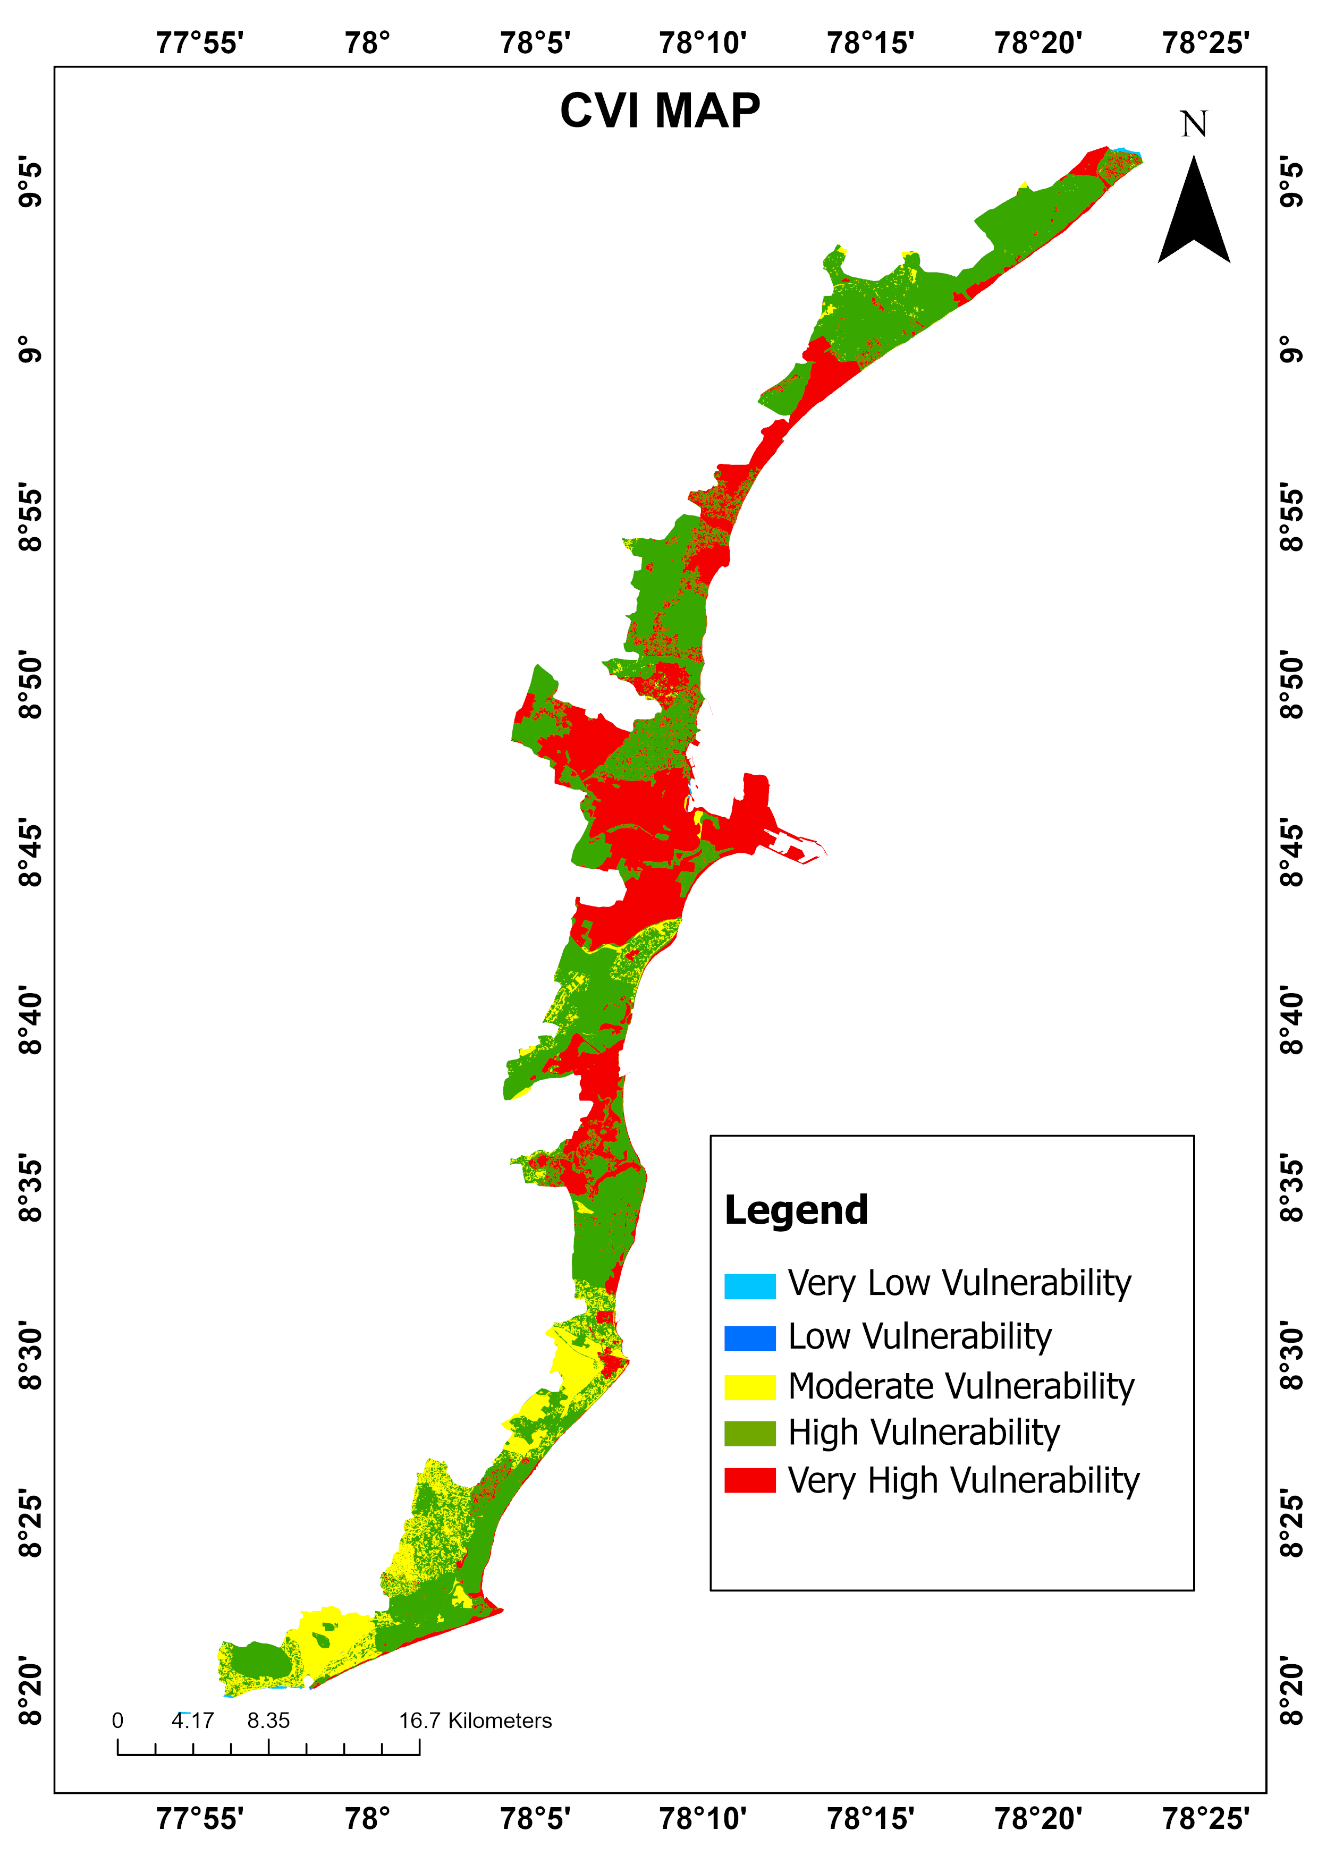 77°55' 78° 78°5' 78°10' 78°15' 78°20' 78°25'
CVI MAP
N
9°5' 9°5'
9° 9°
8°55' 8°55'
8°50' 8°50'
8°45' 8°45'
8°40' 8°40'
8°35' 8°35'
Legend
Very Low Vulnerability
Low Vulnerability
8°30' 8°30'
Moderate Vulnerability
High Vulnerability
Very High Vulnerability
8°25' 8°25'
8°20' 8°20'
0 4.17 8.35 16.7 Kilometers
77°55' 78° 78°5' 78°10' 78°15' 78°20' 78°25'